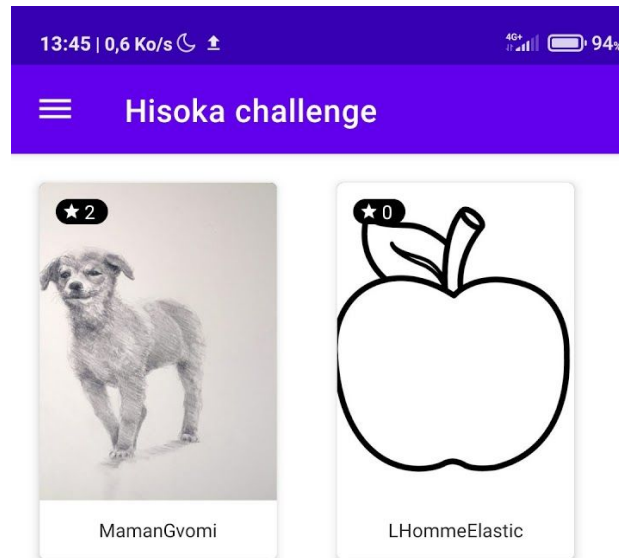 13:45 | 0,6 Ko/s 4G+ 94%
Hisoka challenge
2
0
MamanGvomi
LHommeElastic